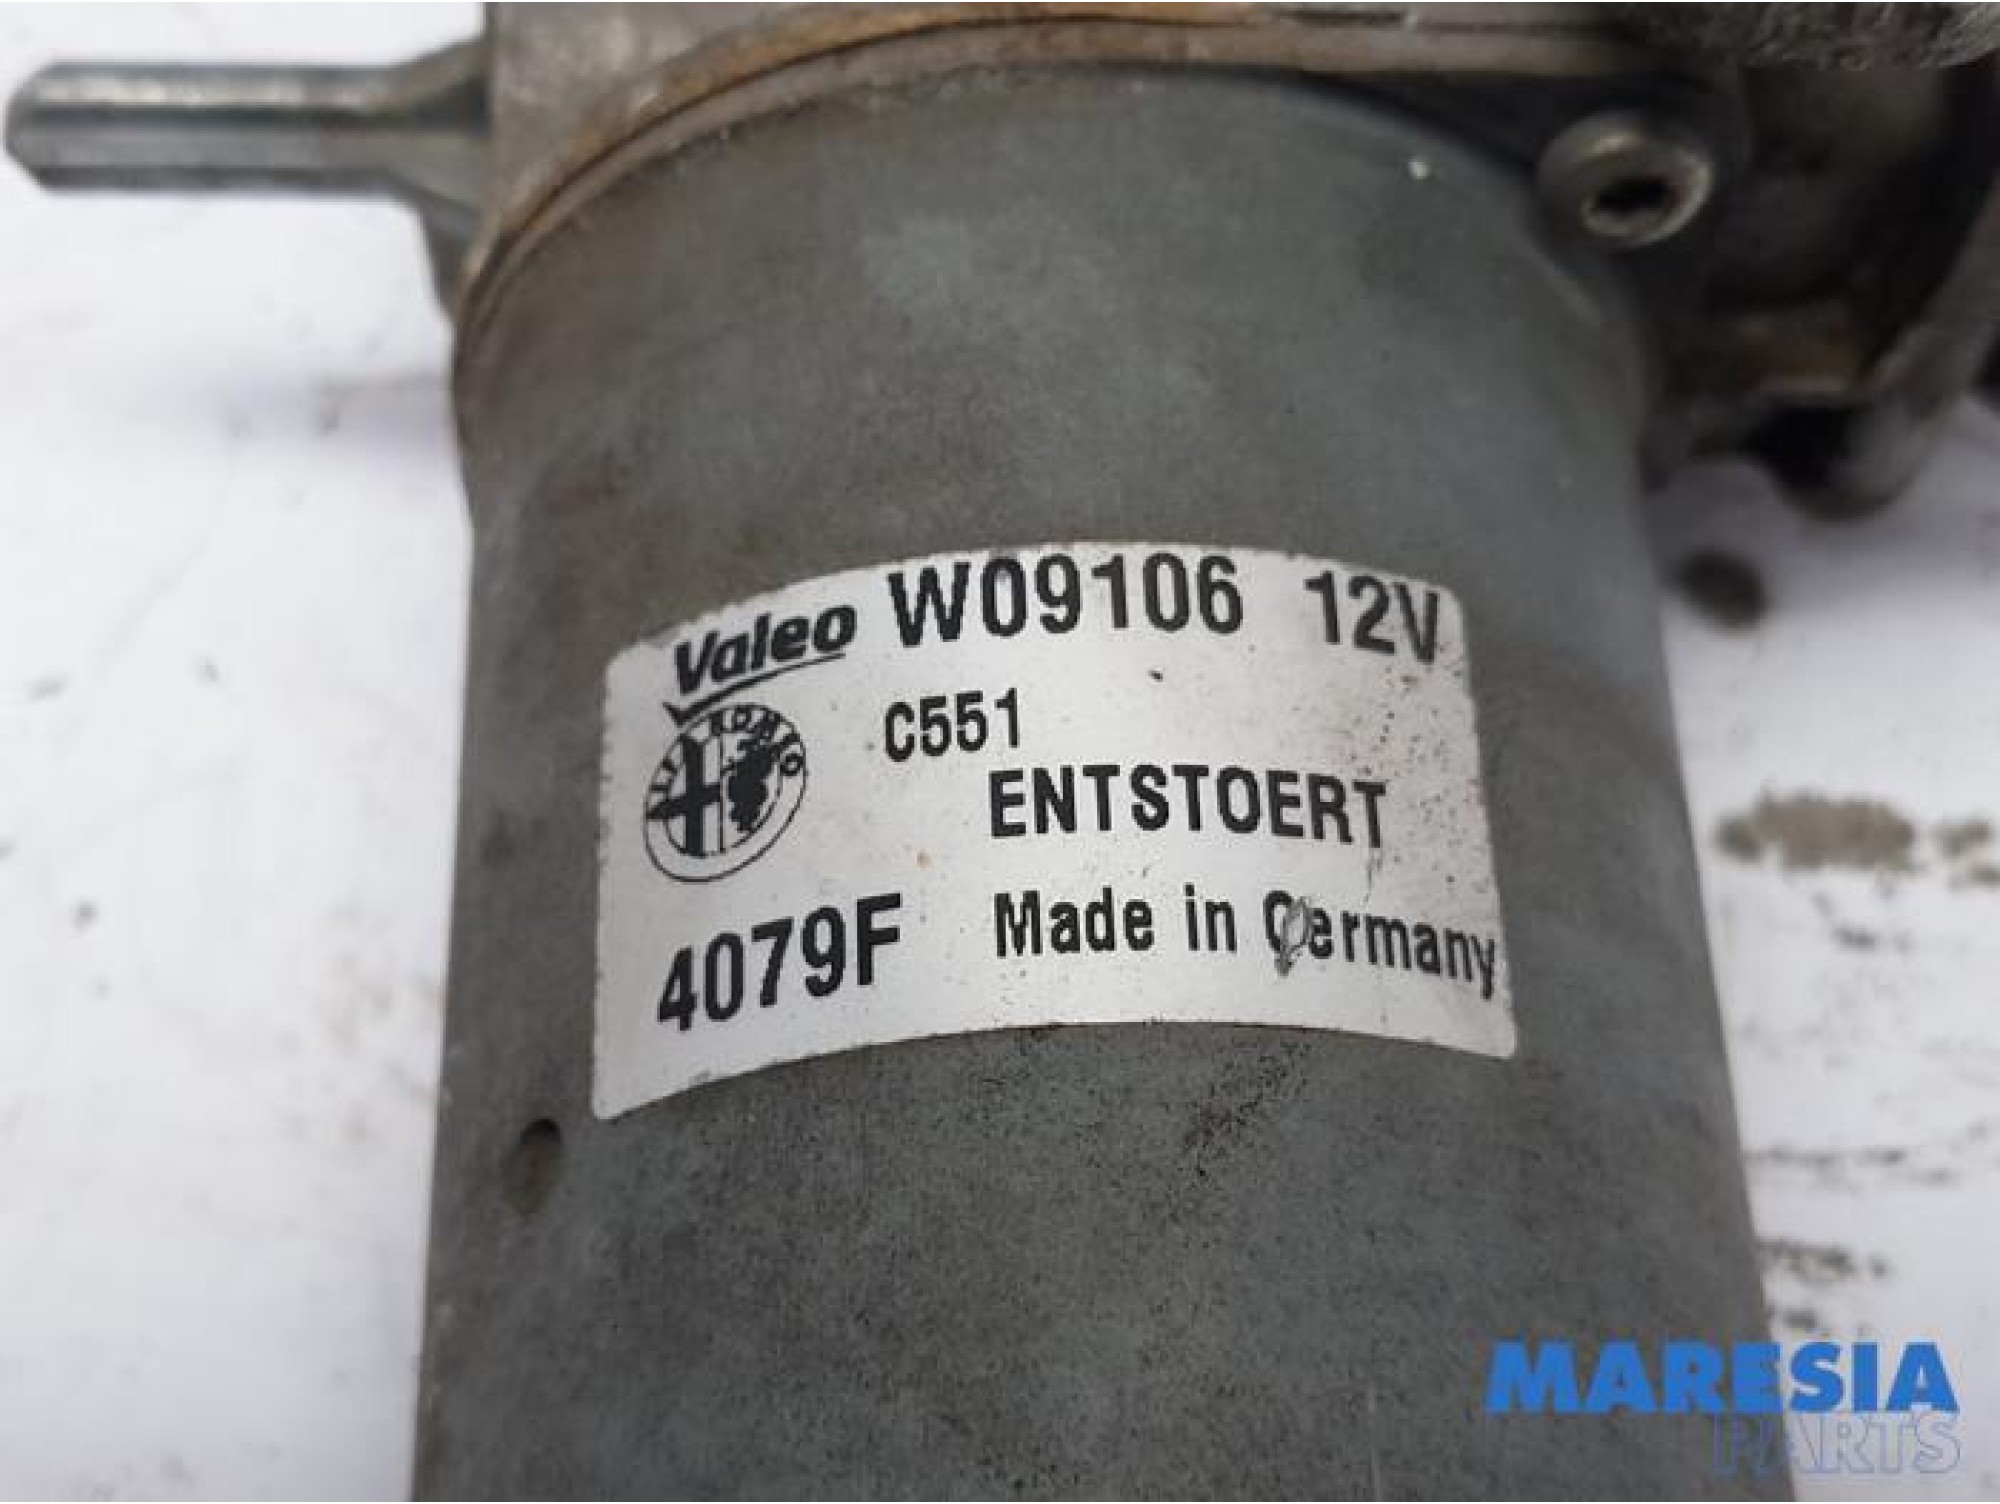 Valeo W09106 12V
C551
ENTSTOERT
4079F Made in Germany
MARESIA
PARTS